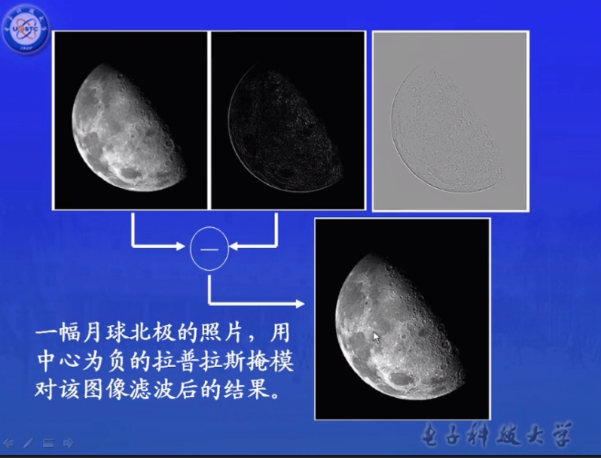 UESTC
一幅月球北极的照片，用
中心为负的拉普拉斯掩模
对该图像滤波后的结果。
电子科技大学